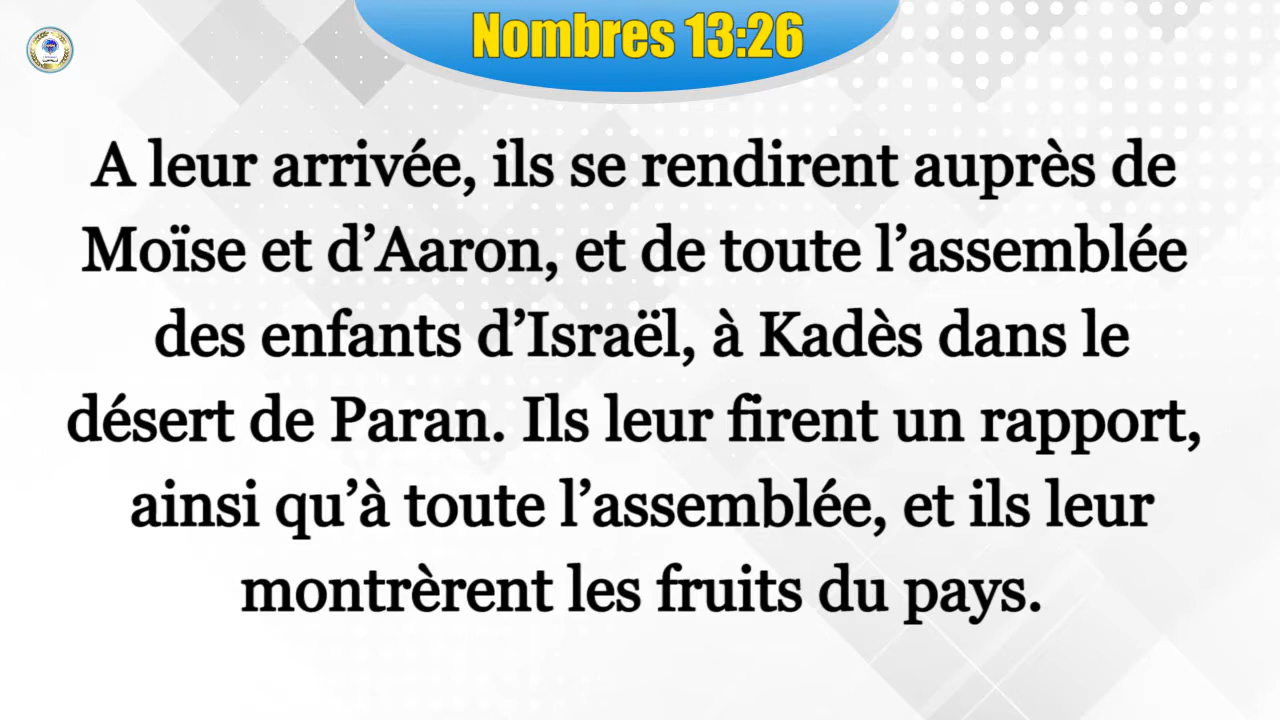 Nombres 13:26
A leur arrivée, ils se rendirent auprès de
Moïse et d’Aaron, et de toute l’assemblée
des enfants d’Israël, à Kadès dans le
désert de Paran. Ils leur firent un rapport,
ainsi qu’à toute l’assemblée, et ils leur
montrèrent les fruits du pays.